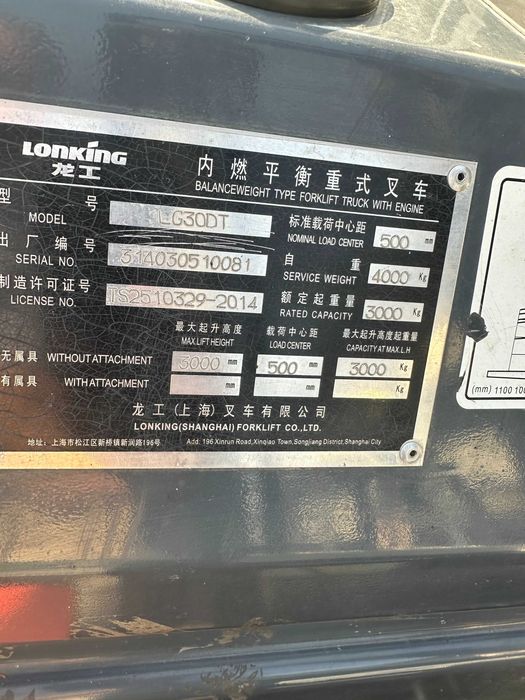 LONKING
龙工
内燃平衡重式叉车
BALANCEWEIGHT TYPE FORKLIFT TRUCK WITH ENGINE
型 号
MODEL LG30DT
标准载荷中心距
NOMINAL LOAD CENTER 500 mm
出厂编号
SERIAL NO. 314030510081
自 重
SERVICE WEIGHT 4000 Kg
制造许可证号
LICENSE NO. TS2510329-2014
额定起重量
RATED CAPACITY 3000 Kg
最大起升高度 载荷中心距 最大起升高度起重量
MAX.LIFT HEIGHT LOAD CENTER CAPACITY AT MAX.L.H
无属具 WITHOUT ATTACHMENT 3000 mm 500 mm 3000 Kg
有属具 WITH ATTACHMENT mm mm Kg
龙工(上海)叉车有限公司
LONKING(SHANGHAI)FORKLIFT CO.,LTD.
地址:上海市松江区新桥镇新润路196号 Add. 196 Xinrun Road,Xinqiao Town,Songjiang District,Shanghai City
(mm) 1100